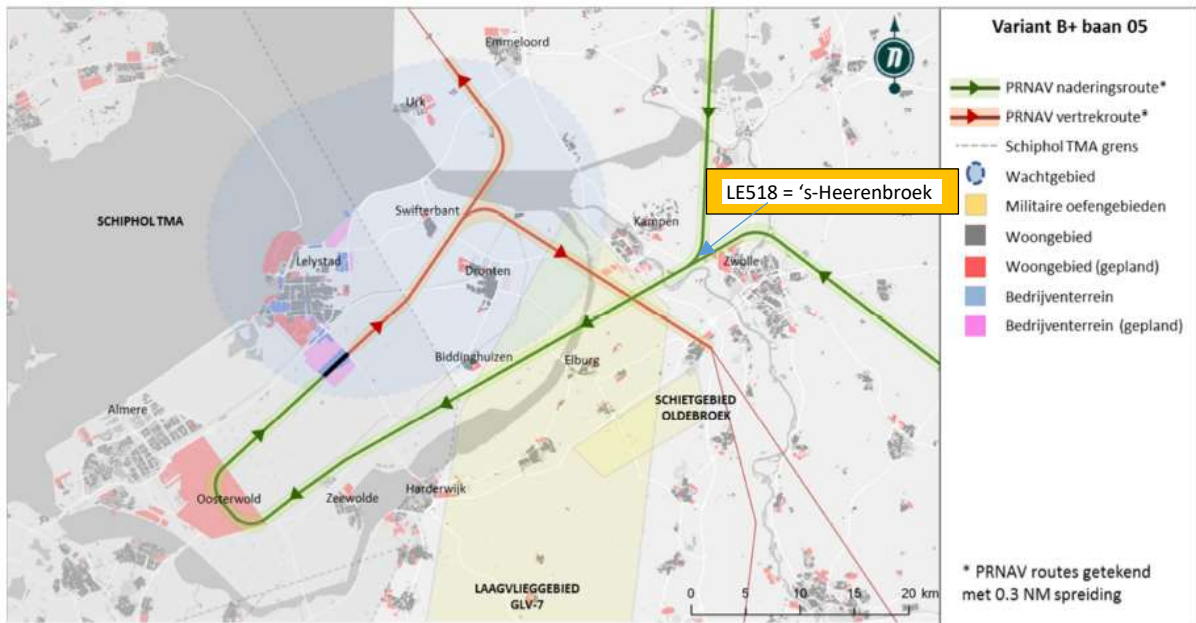 Variant B+ baan 05
PRNAV naderingsroute*
PRNAV vertrekroute*
Schiphol TMA grens
Wachtgebied
Militaire oefengebieden
Woongebied
Woongebied (gepland)
Bedrijventerrein
Bedrijventerrein (gepland)
* PRNAV routes getekend
met 0.3 NM spreiding
n
Emmeloord
Urk
LE518 = ‘s-Heerenbroek
SCHIPHOL TMA
Swifterbant
Kampen
Lelystad
Dronten
Zwolle
Biddinghuizen
Elburg
Almere
SCHIETGEBIED
OLDEBROEK
Oosterwold
Zeewolde
Harderwijk
LAAGVLIEGGEBIED
GLV-7
0 5 10 20 km